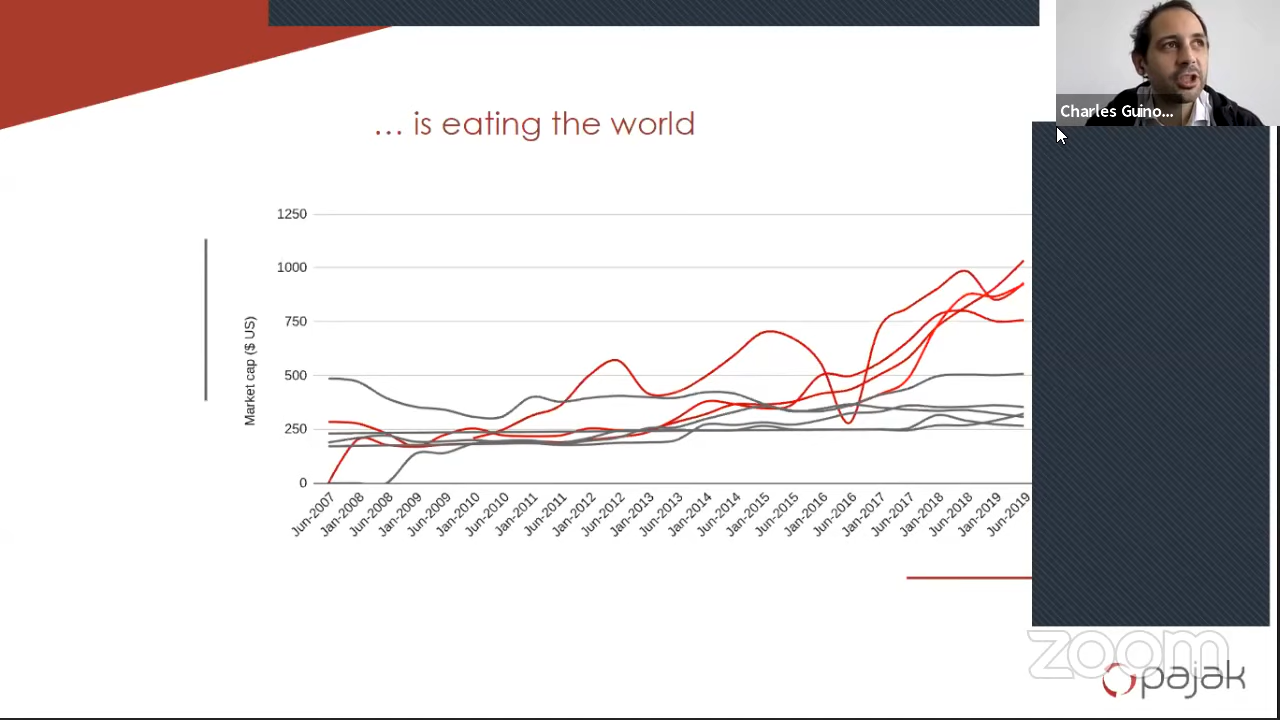 Charles Guino...
... is eating the world
Market cap ($ US)
1250
1000
750
500
250
0
Jun-2007
Jan-2008
Jun-2008
Jan-2009
Jun-2009
Jan-2010
Jun-2010
Jan-2011
Jun-2011
Jan-2012
Jun-2012
Jan-2013
Jun-2013
Jan-2014
Jun-2014
Jan-2015
Jun-2015
Jan-2016
Jun-2016
Jan-2017
Jun-2017
Jan-2018
Jun-2018
Jan-2019
Jun-2019
zoom
pajak